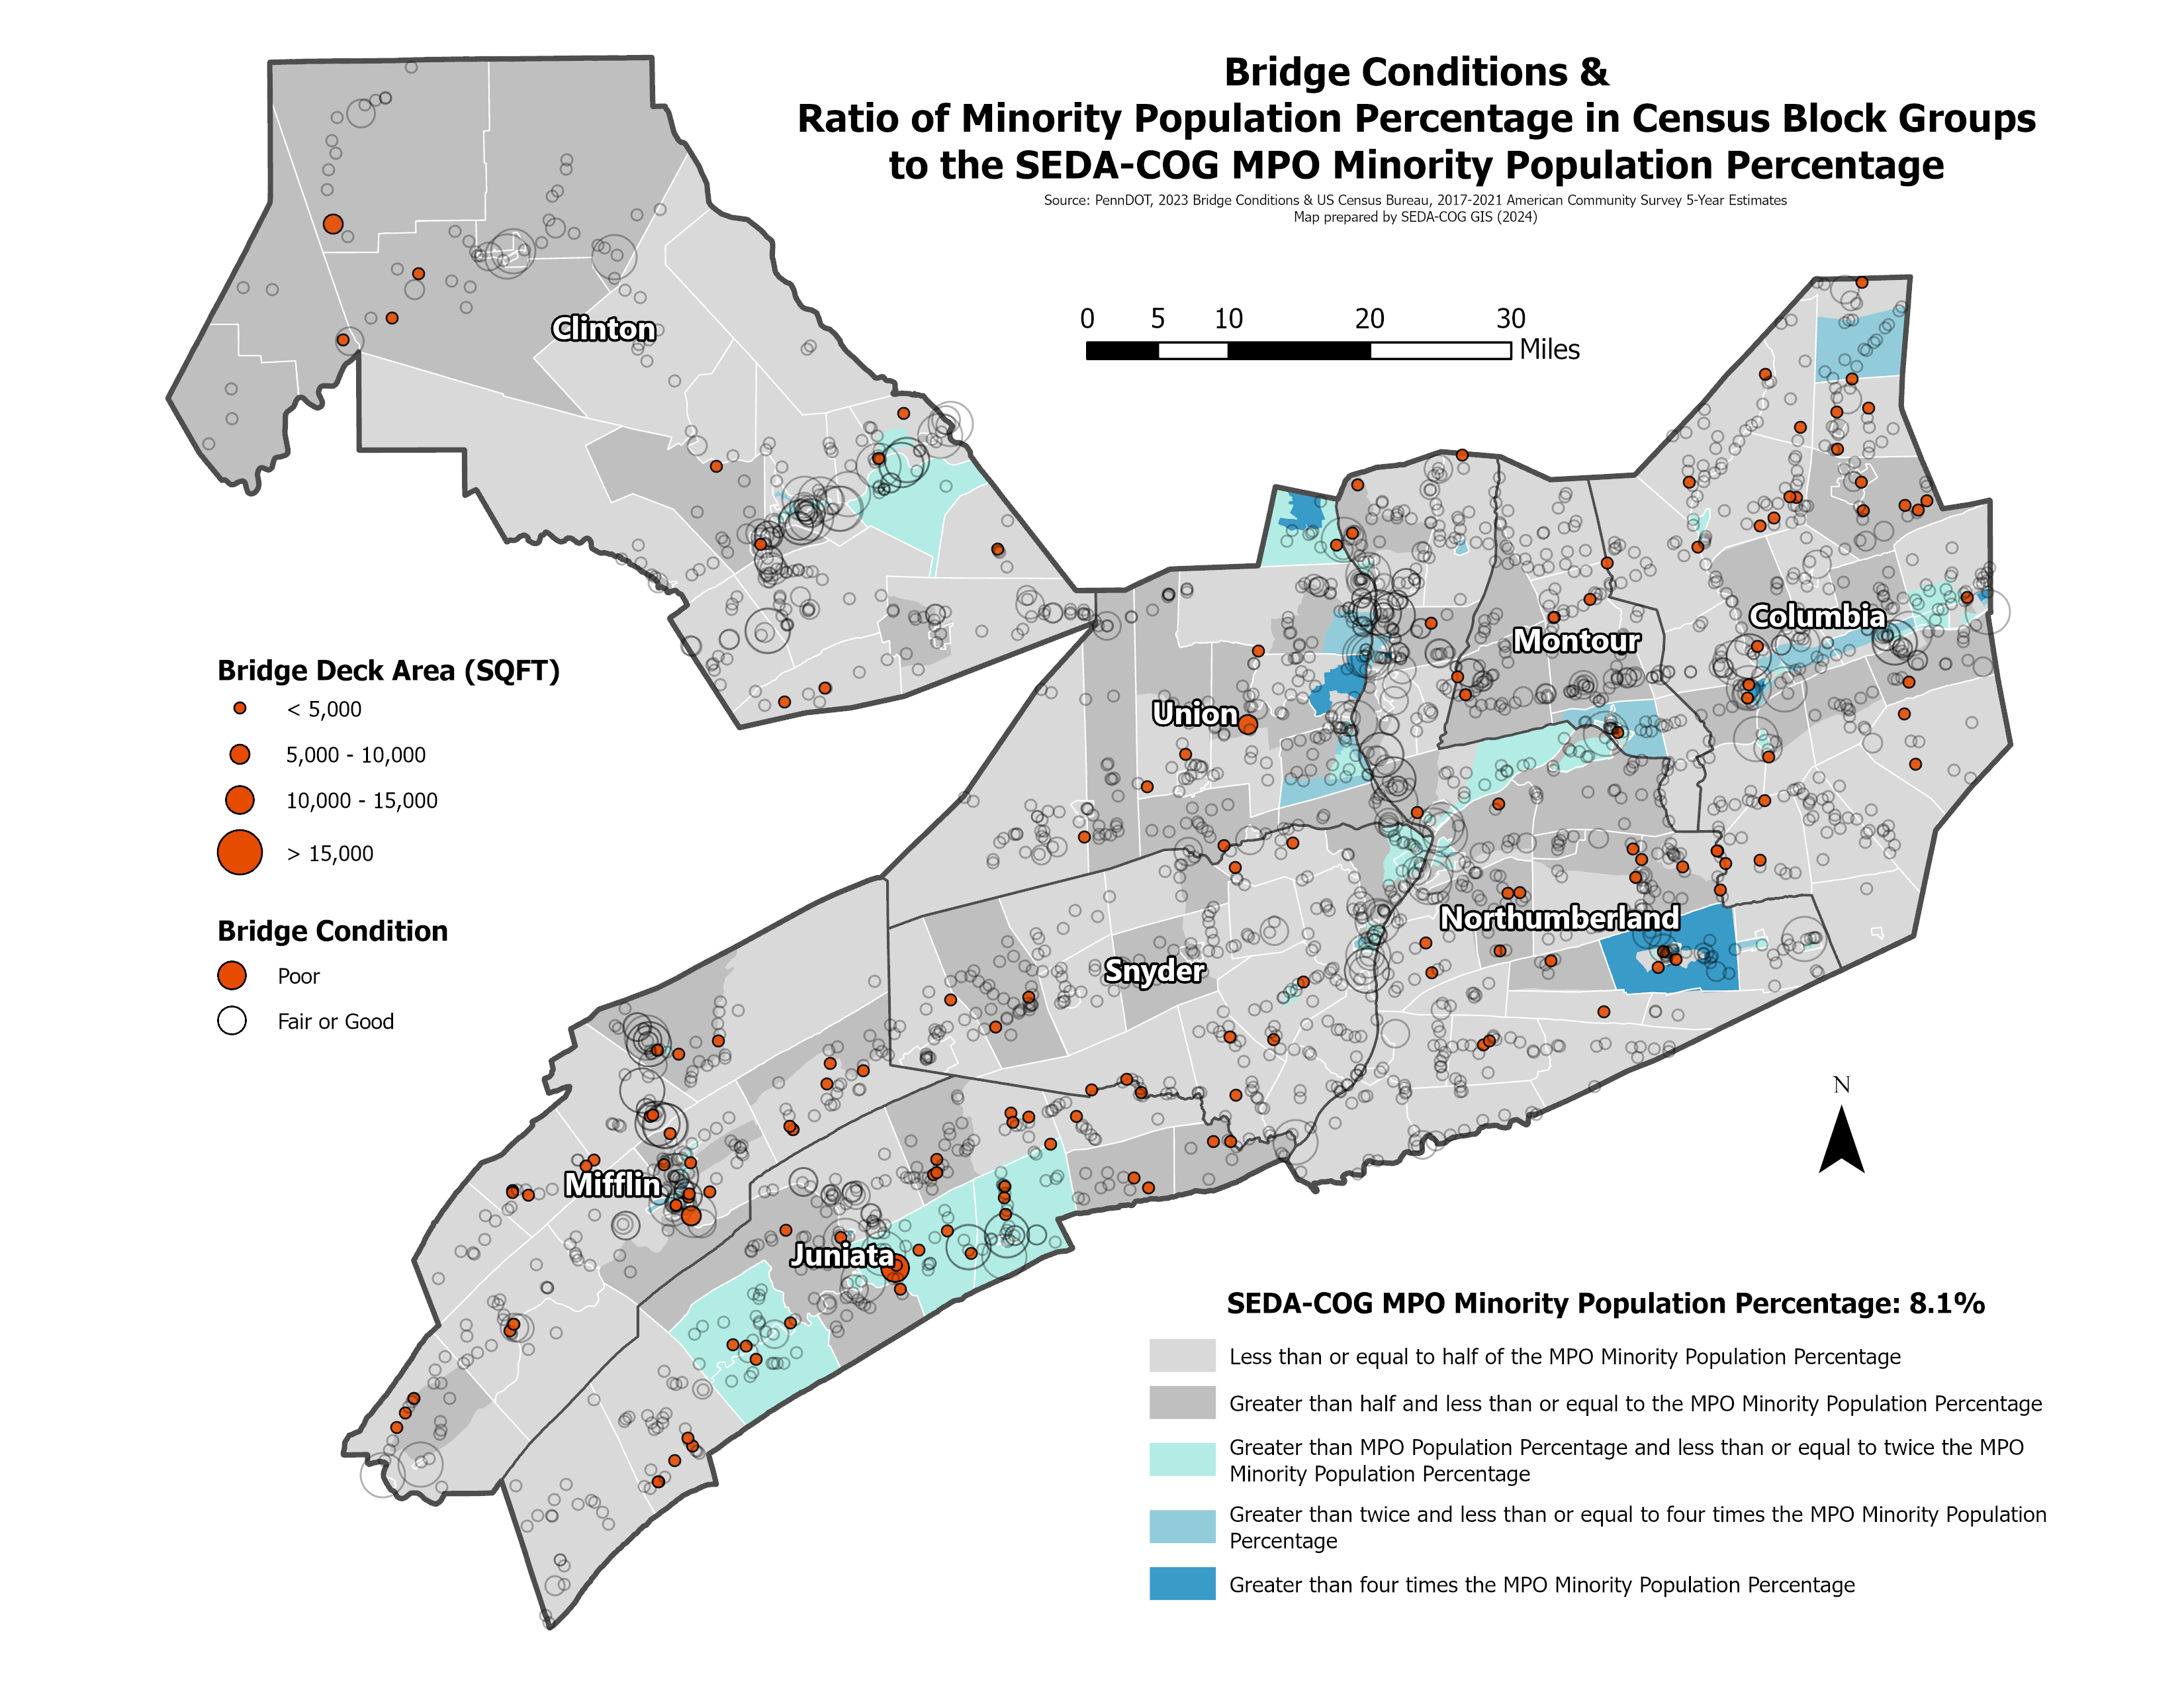 Bridge Conditions &
Ratio of Minority Population Percentage in Census Block Groups
to the SEDA-COG MPO Minority Population Percentage
Source: PennDOT, 2023 Bridge Conditions & US Census Bureau, 2017-2021 American Community Survey 5-Year Estimates
Map prepared by SEDA-COG GIS (2024)
0 5 10 20 30
Miles
Clinton
Columbia
Montour
Union
Northumberland
Snyder
Mifflin
Juniata
Bridge Deck Area (SQFT)
< 5,000
5,000 - 10,000
10,000 - 15,000
> 15,000
Bridge Condition
Poor
Fair or Good
N
SEDA-COG MPO Minority Population Percentage: 8.1%
Less than or equal to half of the MPO Minority Population Percentage
Greater than half and less than or equal to the MPO Minority Population Percentage
Greater than MPO Population Percentage and less than or equal to twice the MPO
Minority Population Percentage
Greater than twice and less than or equal to four times the MPO Minority Population
Percentage
Greater than four times the MPO Minority Population Percentage